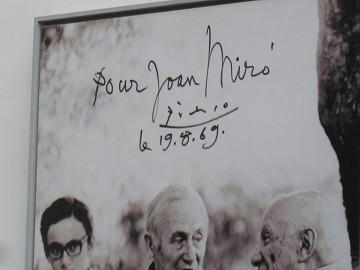 Pour Joan Miró
le 19.8.69.